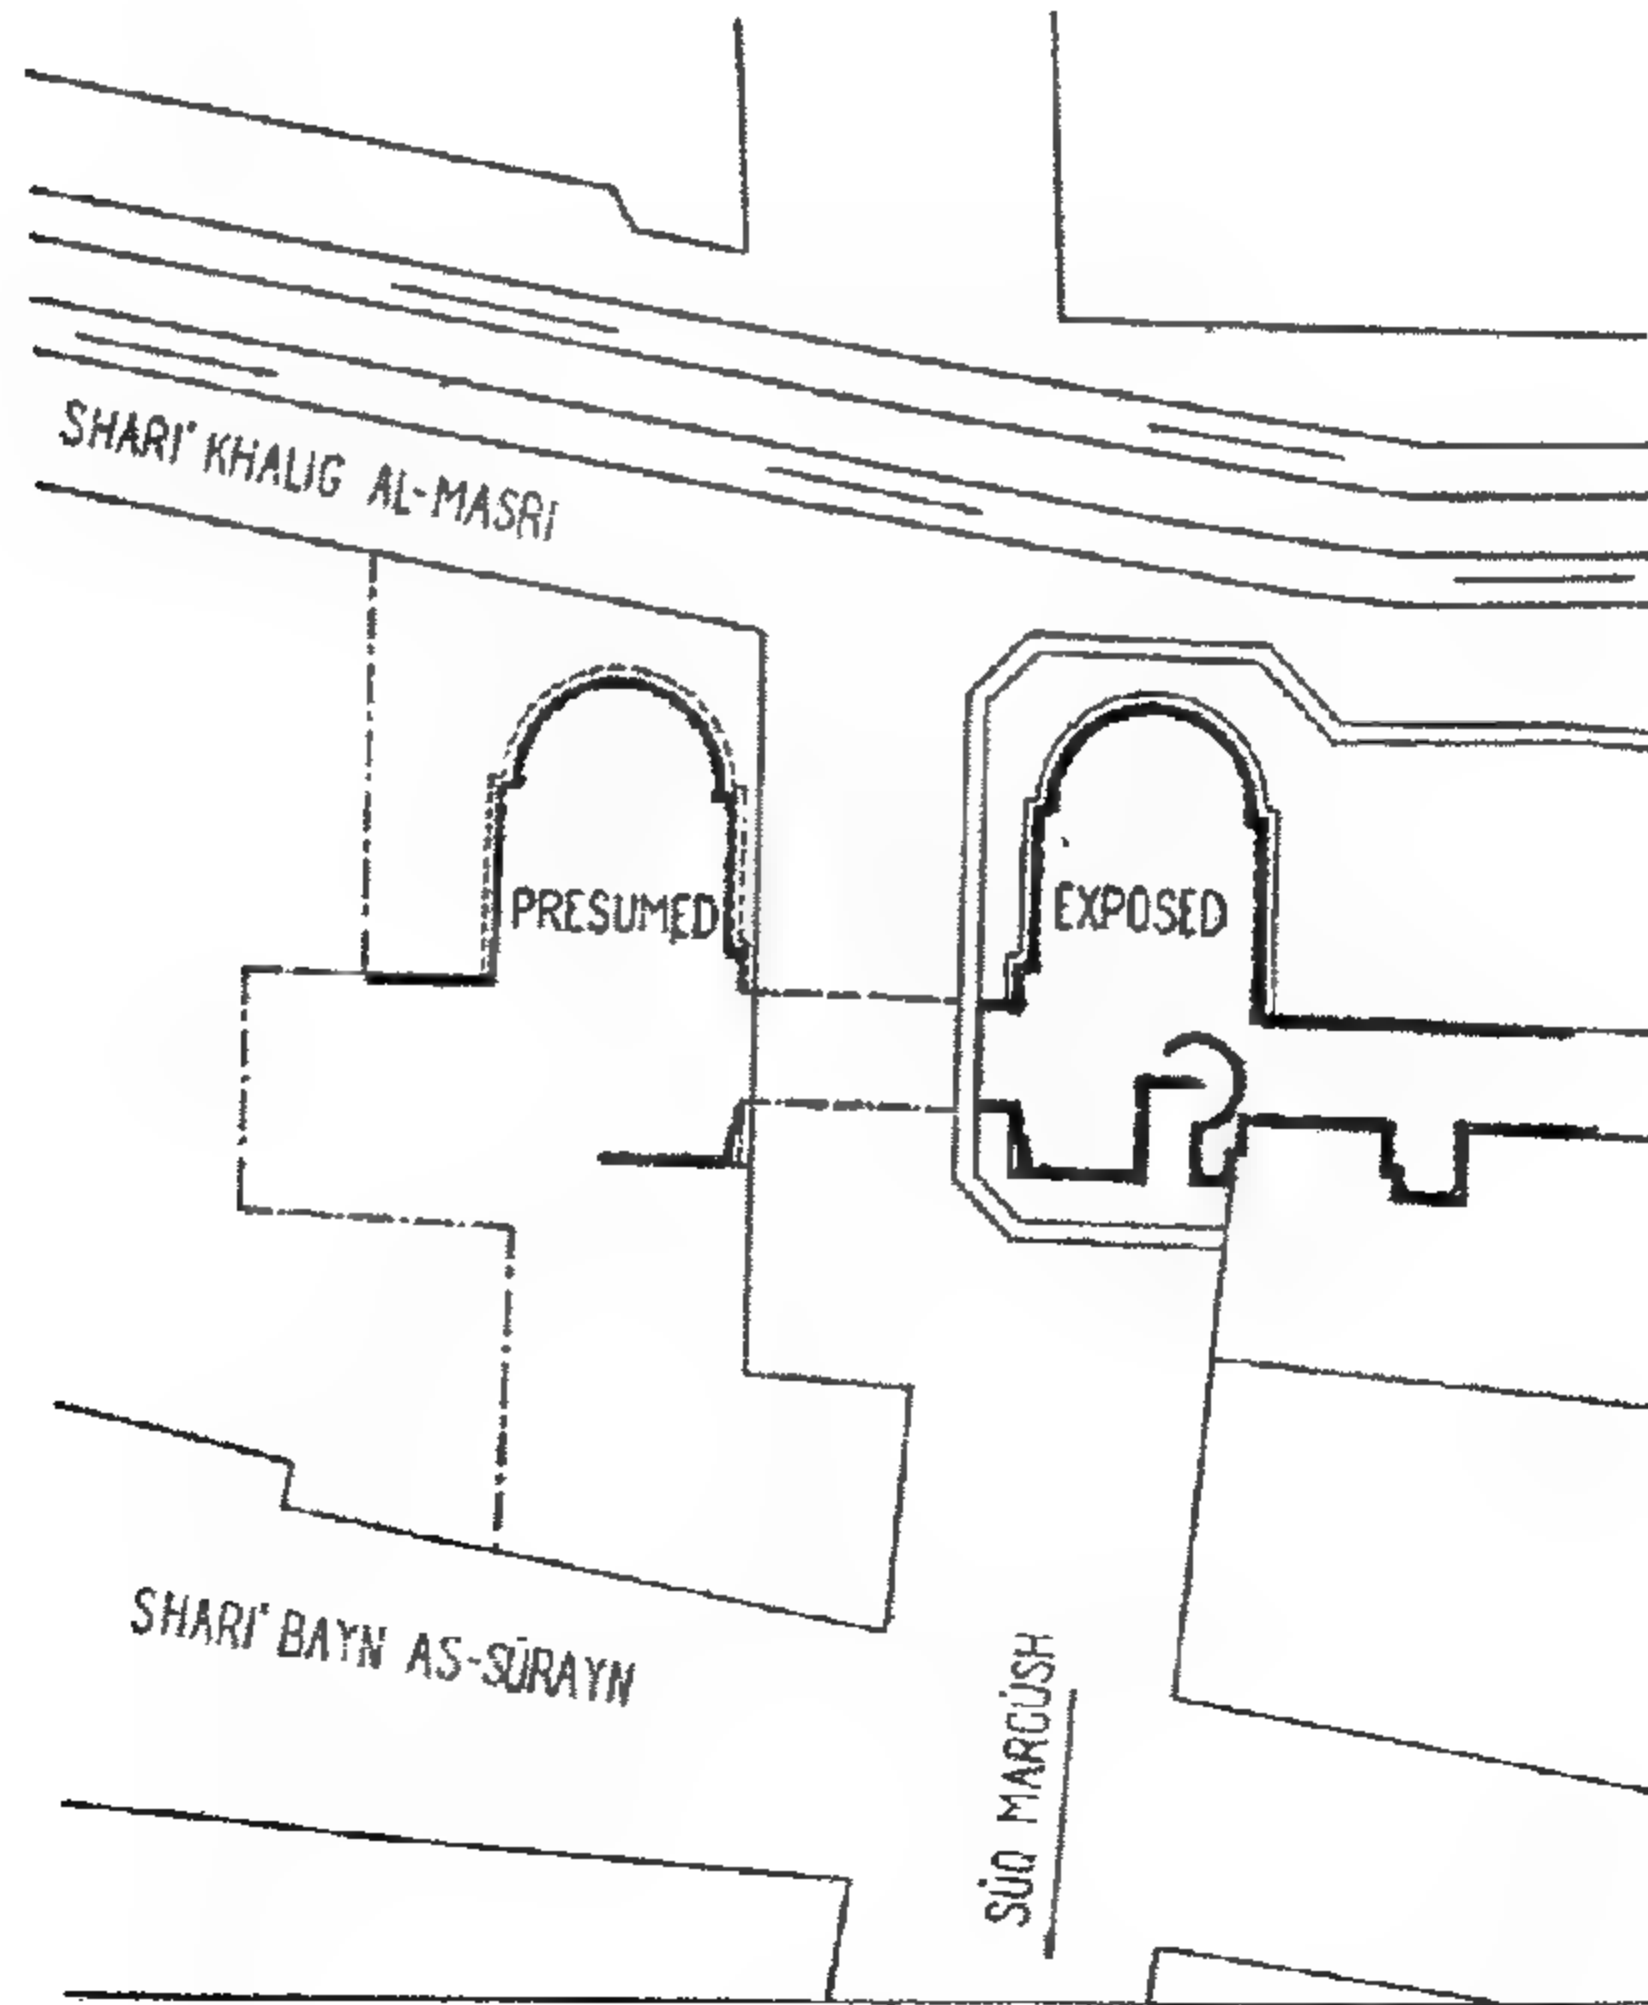 SHARI' KHALIG AL-MASRI
PRESUMED
EXPOSED
SHARI' BAYN AS-SŪRAYN
SŪQ MARGŪSH